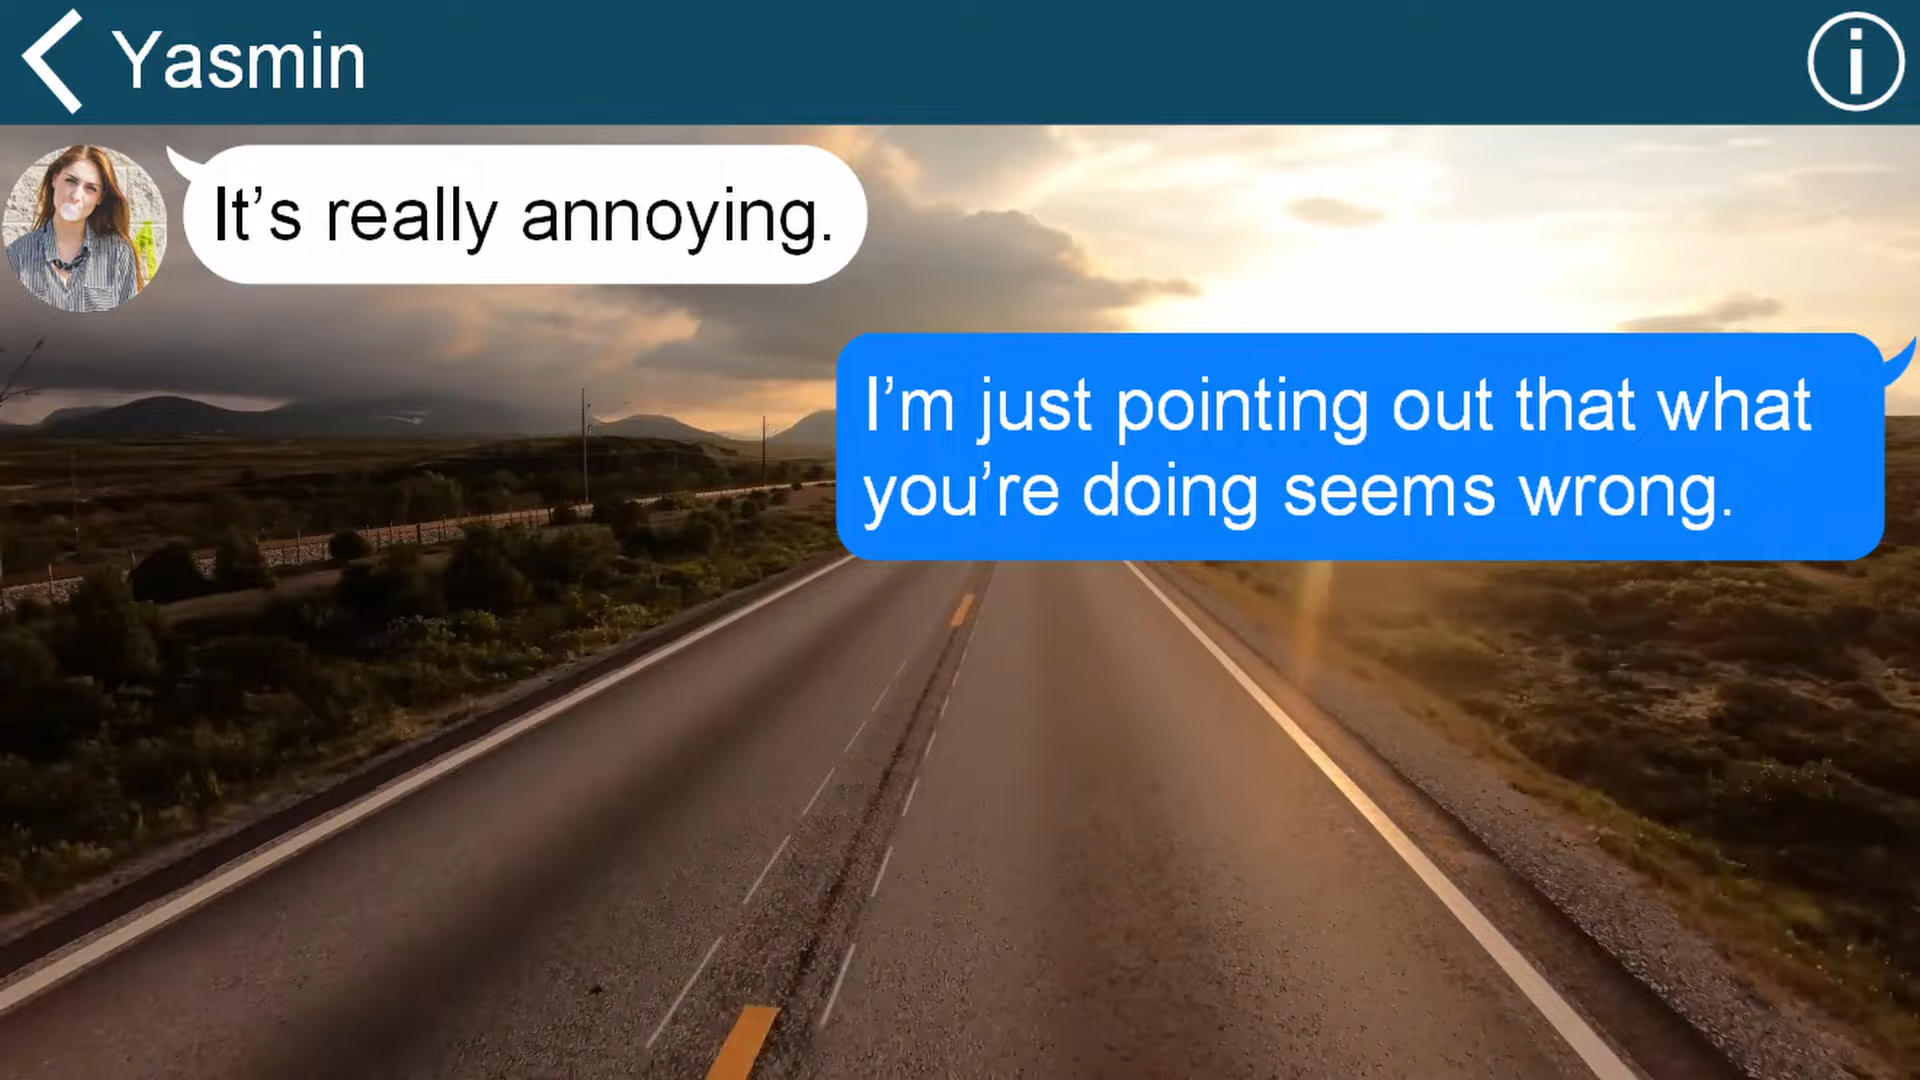 Yasmin
It’s really annoying.
I’m just pointing out that what
you’re doing seems wrong.